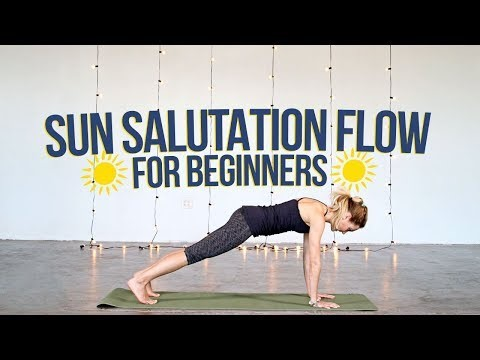 SUN SALUTATION FLOW
FOR BEGINNERS